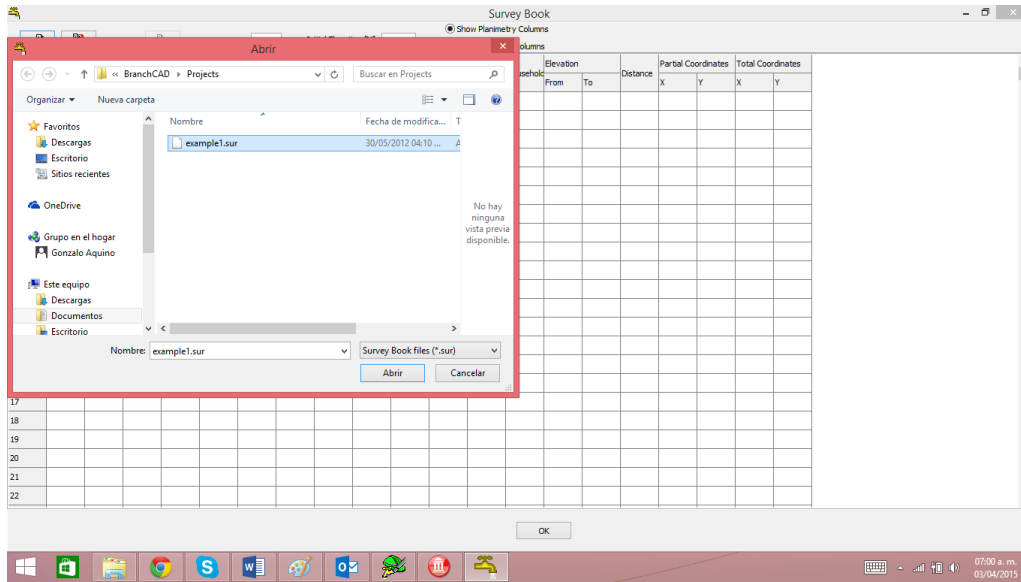 Survey Book
Show Planimetry Columns
Abrir
« BranchCAD ▸ Projects
Buscar en Projects
Organizar
Nueva carpeta
Favoritos
Descargas
Escritorio
Sitios recientes
OneDrive
Grupo en el hogar
Gonzalo Aquino
Este equipo
Descargas
Documentos
Escritorio
Nombre
Fecha de modifica...
example1.sur
30/05/2012 04:10 ...
No hay
ninguna
vista previa
disponible.
Nombre: example1.sur
Survey Book files (*.sur)
Abrir
Cancelar
Elevation
Distance
Partial Coordinates
Total Coordinates
From
To
X
Y
X
Y
17
18
19
20
21
22
OK
07:00 a. m.
03/04/2015